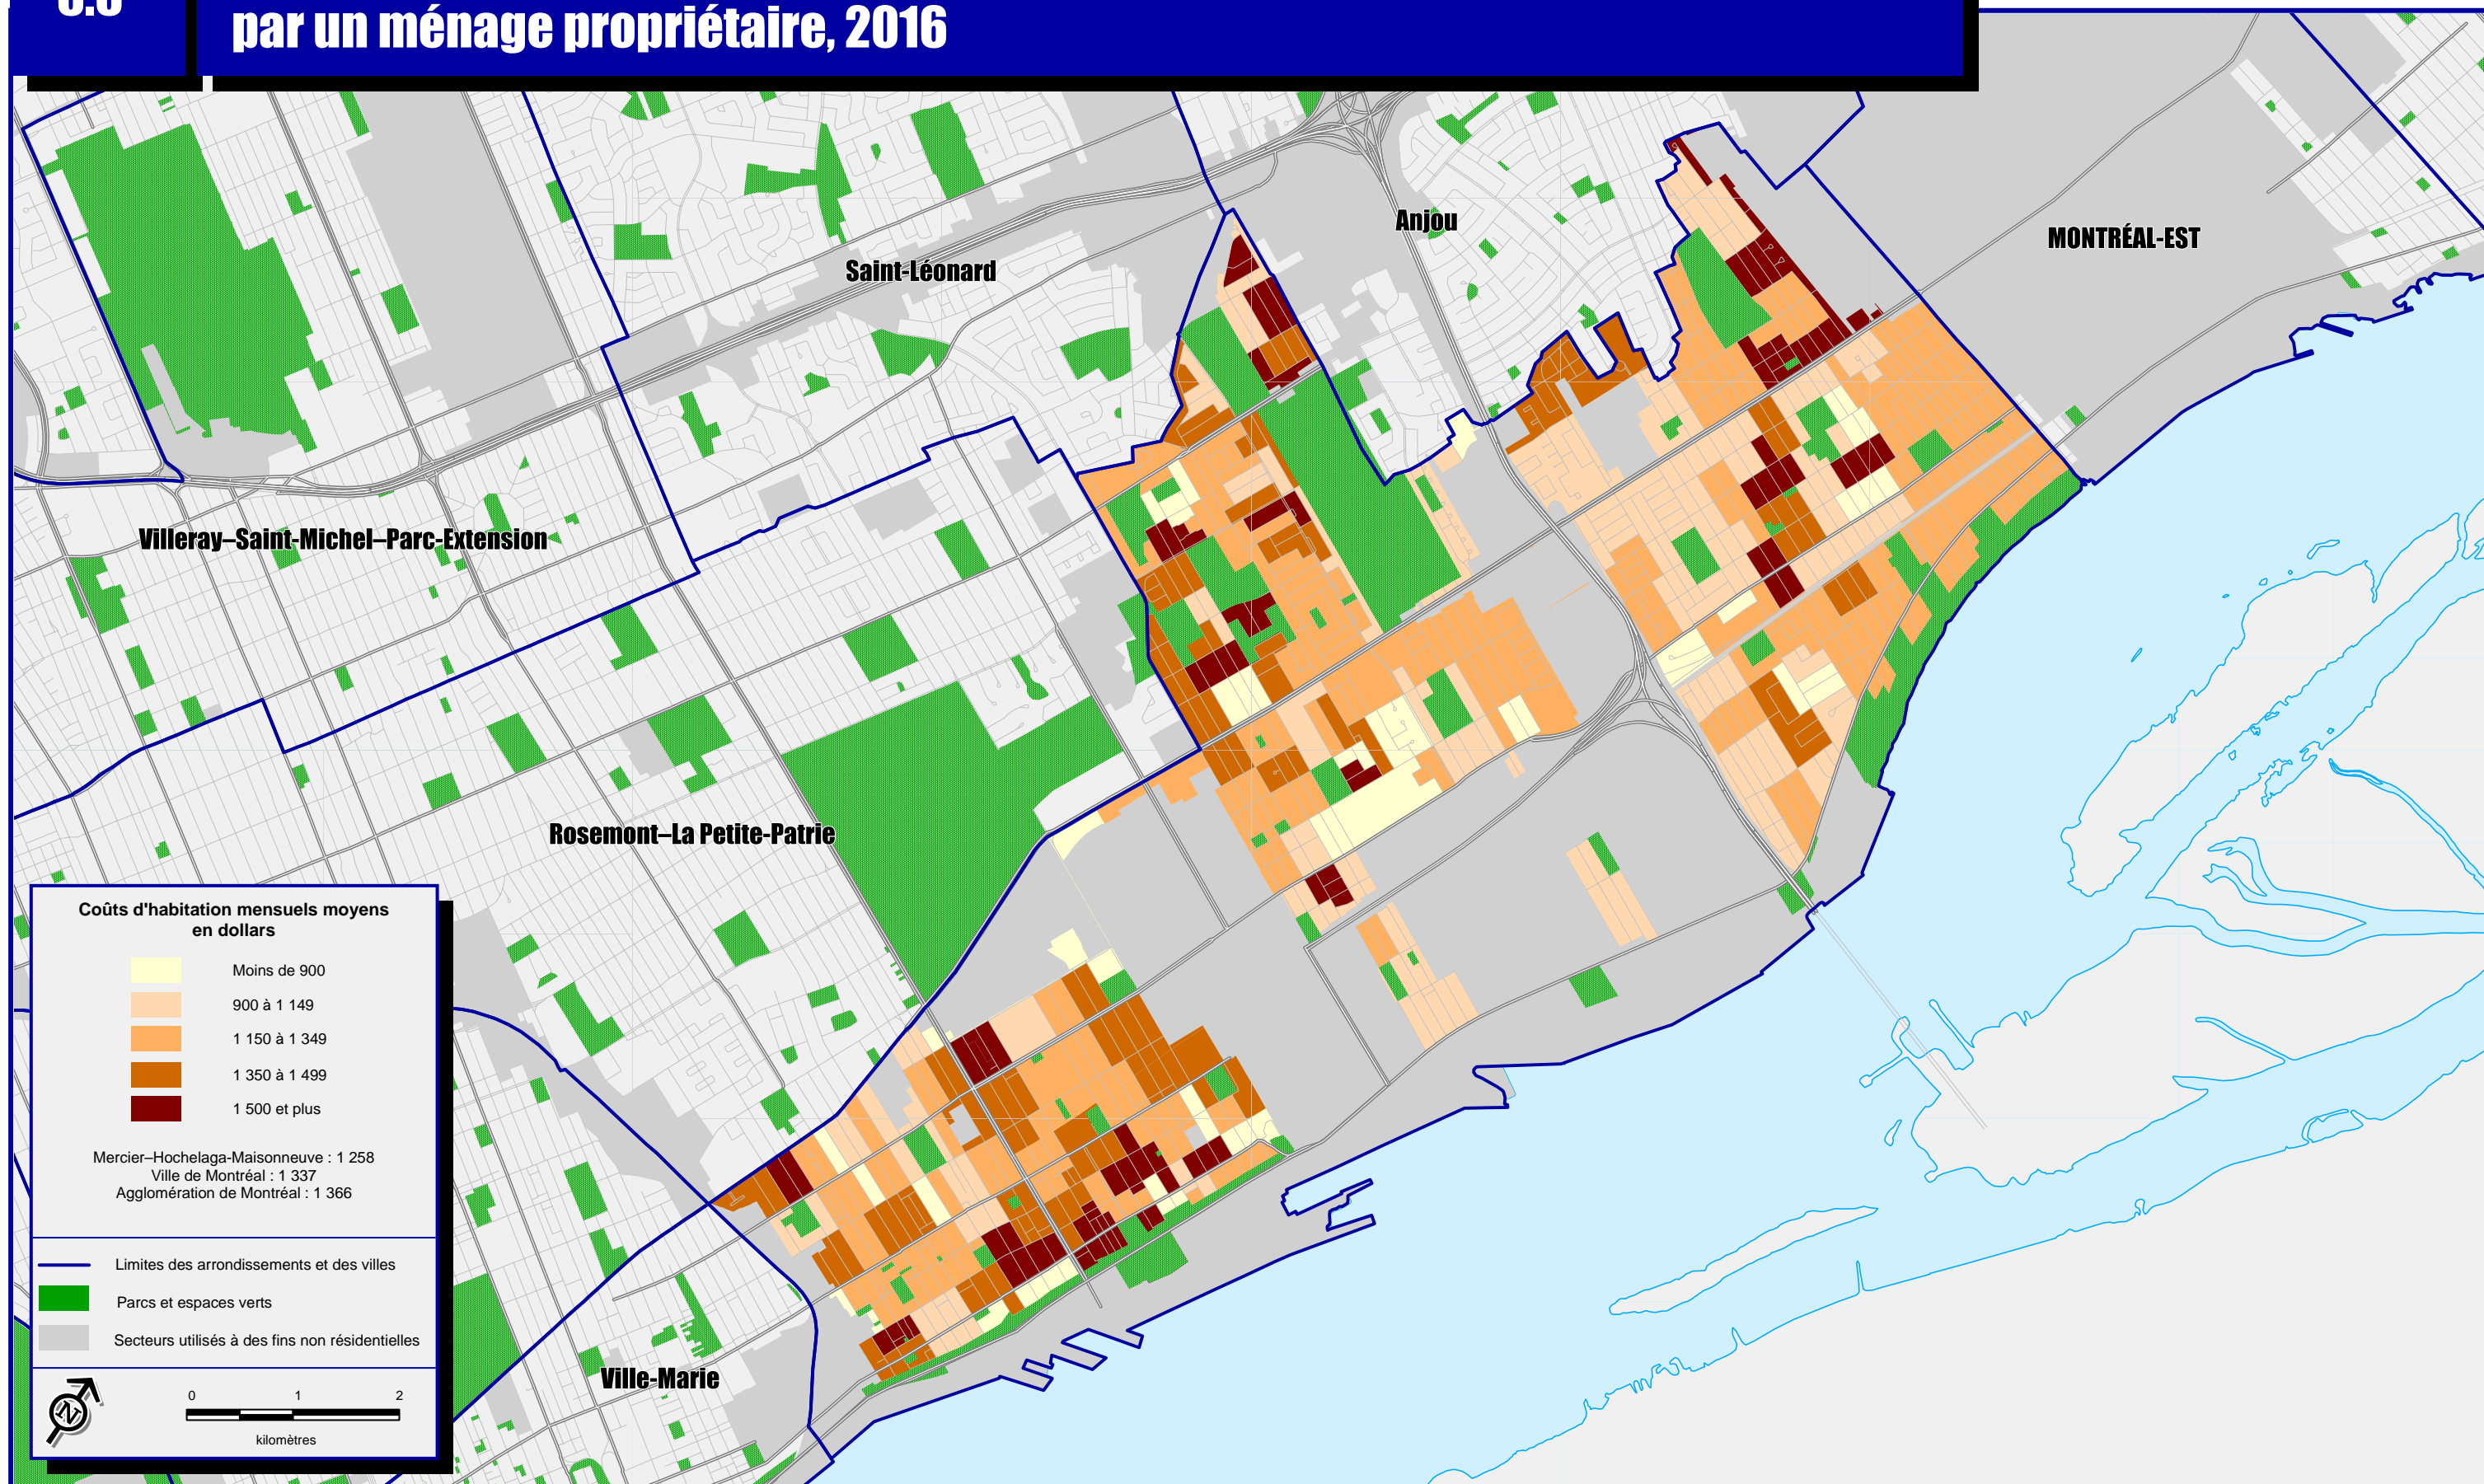 par un ménage propriétaire, 2016
Anjou
MONTRÉAL-EST
Saint-Léonard
Villeray–Saint-Michel–Parc-Extension
Rosemont–La Petite-Patrie
Ville-Marie
Coûts d'habitation mensuels moyens
en dollars
Moins de 900
900 à 1 149
1 150 à 1 349
1 350 à 1 499
1 500 et plus
Mercier–Hochelaga-Maisonneuve : 1 258
Ville de Montréal : 1 337
Agglomération de Montréal : 1 366
Limites des arrondissements et des villes
Parcs et espaces verts
Secteurs utilisés à des fins non résidentielles
N
0 1 2
kilomètres